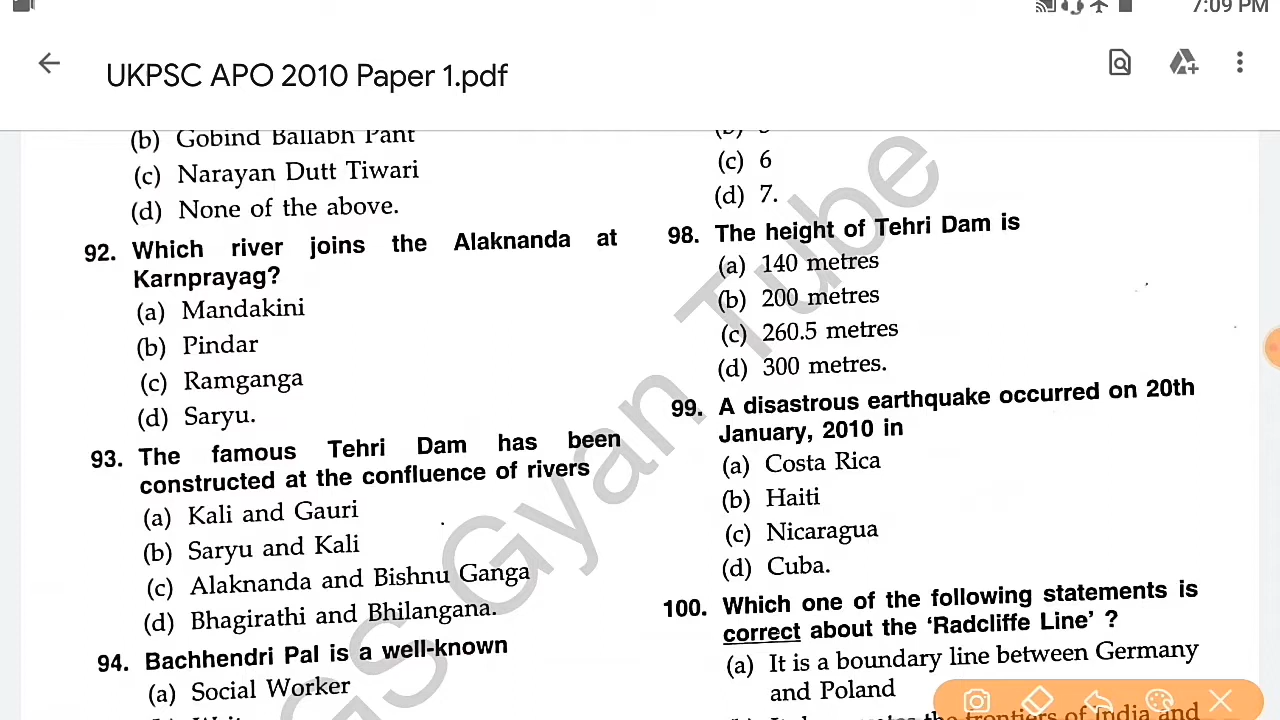 7:09 PM
UKPSC APO 2010 Paper 1.pdf
(b) Gobind Ballabh Pant
(c) Narayan Dutt Tiwari
(d) None of the above.
92. Which river joins the Alaknanda at
Karnprayag?
(a) Mandakini
(b) Pindar
(c) Ramganga
(d) Saryu.
93. The famous Tehri Dam has been
constructed at the confluence of rivers
(a) Kali and Gauri
(b) Saryu and Kali
(c) Alaknanda and Bishnu Ganga
(d) Bhagirathi and Bhilangana.
94. Bachhendri Pal is a well-known
(a) Social Worker
(c) 6
(d) 7.
98. The height of Tehri Dam is
(a) 140 metres
(b) 200 metres
(c) 260.5 metres
(d) 300 metres.
99. A disastrous earthquake occurred on 20th
January, 2010 in
(a) Costa Rica
(b) Haiti
(c) Nicaragua
(d) Cuba.
100. Which one of the following statements is
correct about the ‘Radcliffe Line’ ?
(a) It is a boundary line between Germany
and Poland
the frontiers of India and
GS Gyan Tube